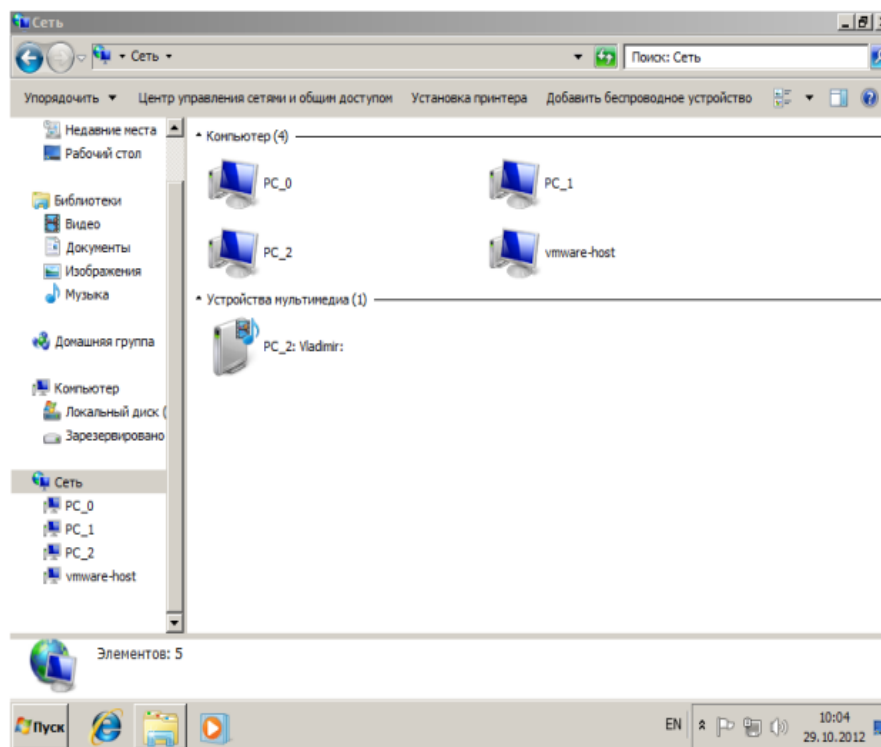 Сеть
Сеть
Поиск: Сеть
Упорядочить
Центр управления сетями и общим доступом
Установка принтера
Добавить беспроводное устройство
Недавние места
Рабочий стол
Библиотеки
Видео
Документы
Изображения
Музыка
Домашняя группа
Компьютер
Локальный диск (
Зарезервировано
Сеть
PC_0
PC_1
PC_2
vmware-host
Компьютер (4)
PC_0
PC_1
PC_2
vmware-host
Устройства мультимедиа (1)
PC_2: Vladimir:
Элементов: 5
Пуск
EN
10:04
29.10.2012